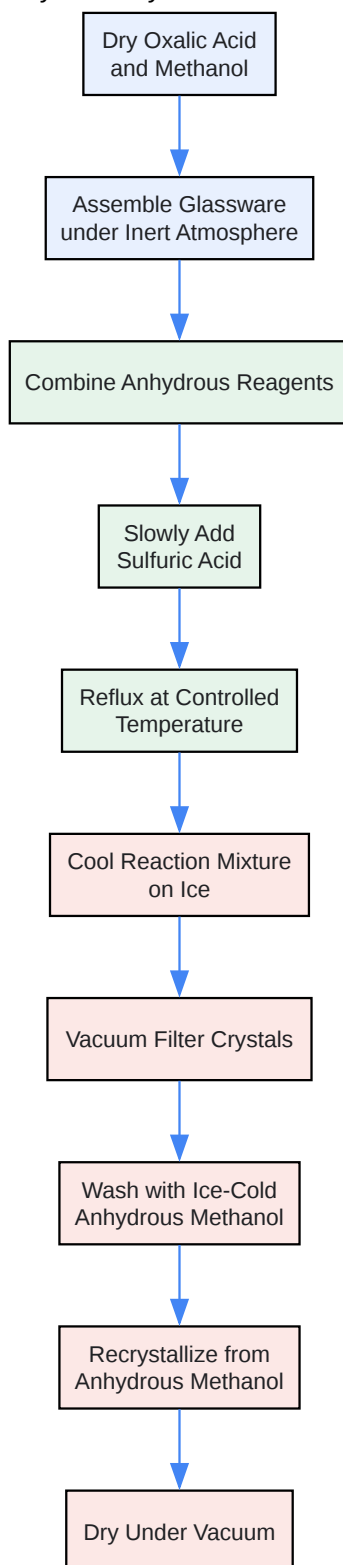 Dry Oxalic Acid
and Methanol
Assemble Glassware
under Inert Atmosphere
Combine Anhydrous Reagents
Slowly Add
Sulfuric Acid
Reflux at Controlled
Temperature
Cool Reaction Mixture
on Ice
Vacuum Filter Crystals
Wash with Ice-Cold
Anhydrous Methanol
Recrystallize from
Anhydrous Methanol
Dry Under Vacuum